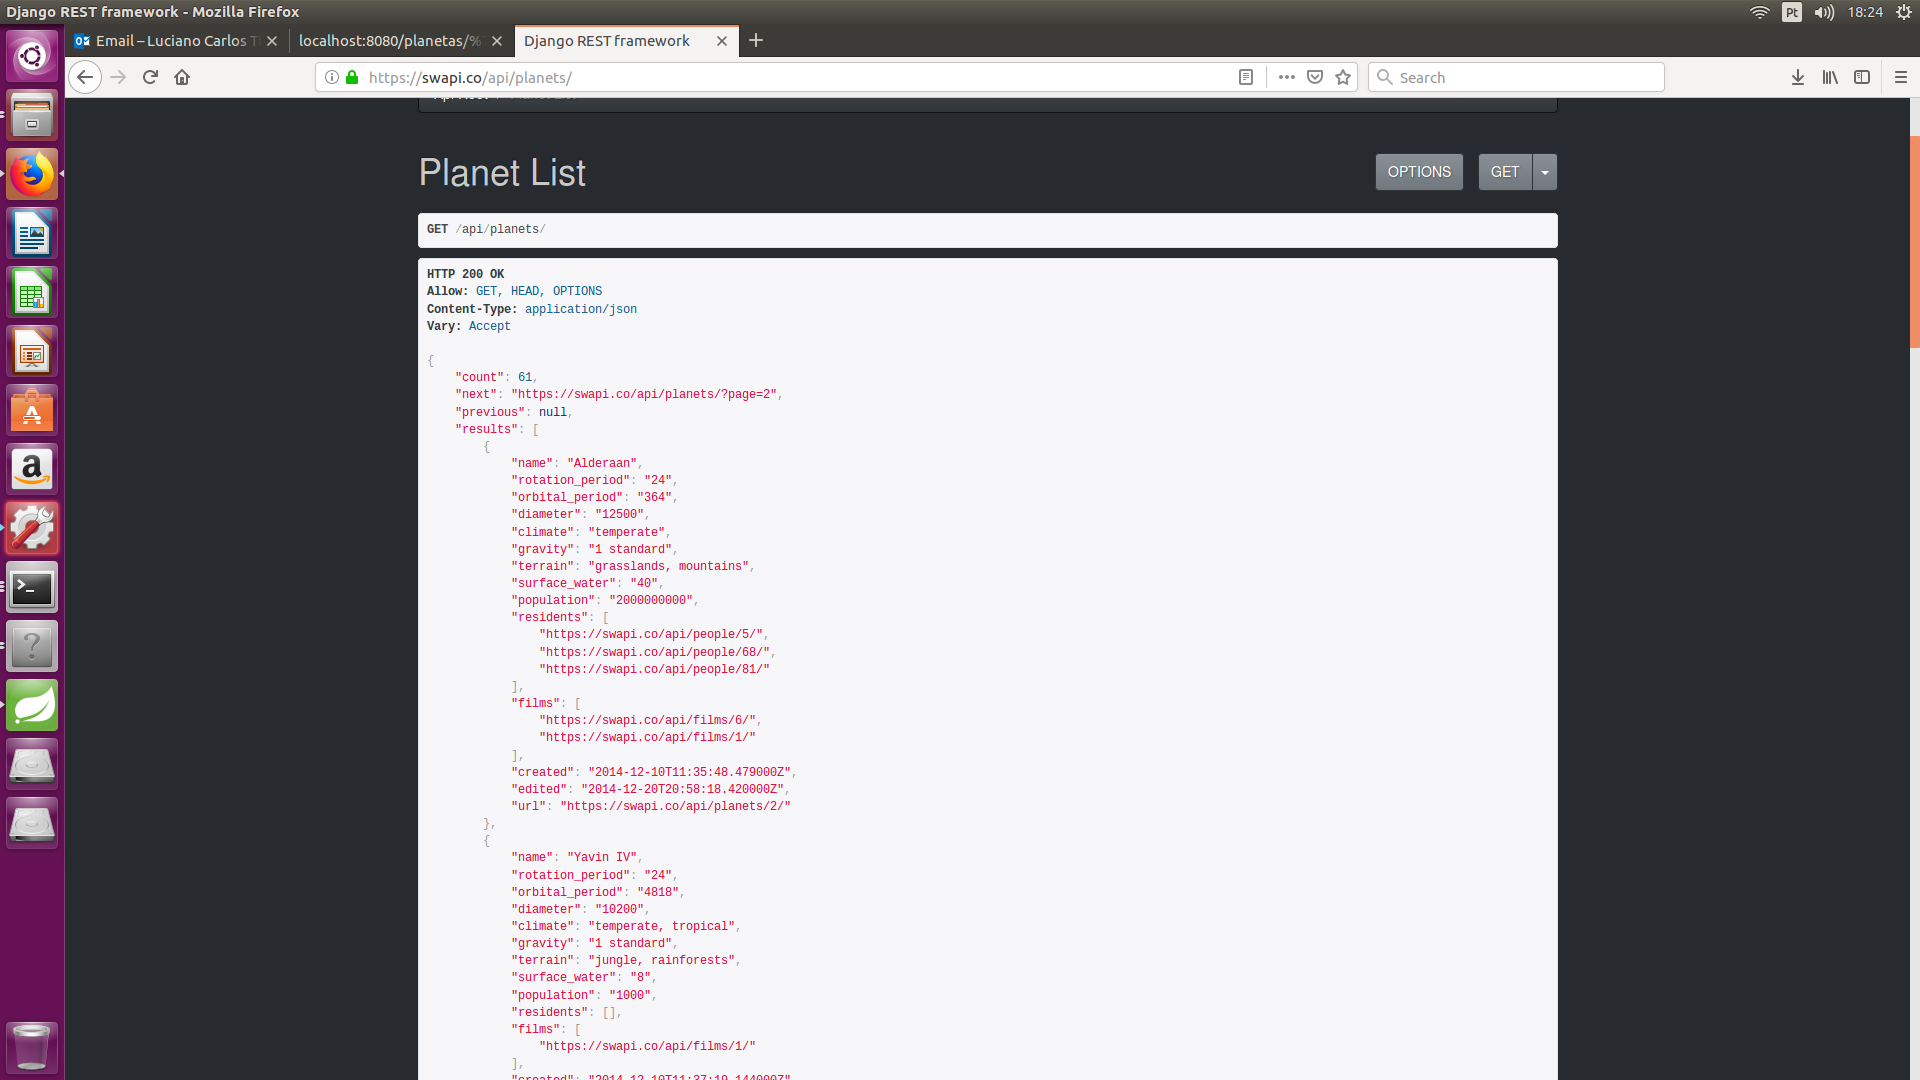 Django REST framework - Mozilla Firefox
Pt
18:24
Email – Luciano Carlos
localhost:8080/planetas/%
Django REST framework
https://swapi.co/api/planets/
Search
Planet List
OPTIONS
GET
GET /api/planets/
HTTP 200 OK
Allow: GET, HEAD, OPTIONS
Content-Type: application/json
Vary: Accept
{
"count": 61,
"next": "https://swapi.co/api/planets/?page=2",
"previous": null,
"results": [
{
"name": "Alderaan",
"rotation_period": "24",
"orbital_period": "364",
"diameter": "12500",
"climate": "temperate",
"gravity": "1 standard",
"terrain": "grasslands, mountains",
"surface_water": "40",
"population": "2000000000",
"residents": [
"https://swapi.co/api/people/5/",
"https://swapi.co/api/people/68/",
"https://swapi.co/api/people/81/"
],
"films": [
"https://swapi.co/api/films/6/",
"https://swapi.co/api/films/1/"
],
"created": "2014-12-10T11:35:48.479000Z",
"edited": "2014-12-20T20:58:18.420000Z",
"url": "https://swapi.co/api/planets/2/"
},
{
"name": "Yavin IV",
"rotation_period": "24",
"orbital_period": "4818",
"diameter": "10200",
"climate": "temperate, tropical",
"gravity": "1 standard",
"terrain": "jungle, rainforests",
"surface_water": "8",
"population": "1000",
"residents": [],
"films": [
"https://swapi.co/api/films/1/"
],
"created": "2014-12-10T11:37:19.144000Z",